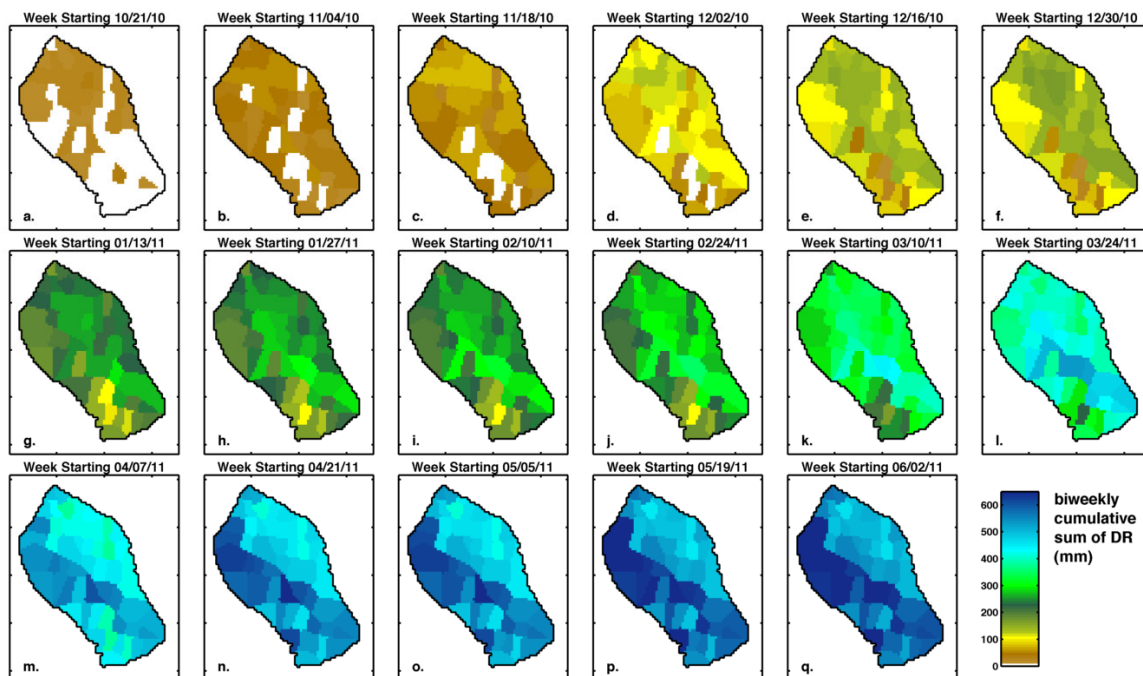 Week Starting 10/21/10
Week Starting 11/04/10
Week Starting 11/18/10
Week Starting 12/02/10
Week Starting 12/16/10
Week Starting 12/30/10
a.
b.
c.
d.
e.
f.
Week Starting 01/13/11
Week Starting 01/27/11
Week Starting 02/10/11
Week Starting 02/24/11
Week Starting 03/10/11
Week Starting 03/24/11
g.
h.
i.
j.
k.
l.
Week Starting 04/07/11
Week Starting 04/21/11
Week Starting 05/05/11
Week Starting 05/19/11
Week Starting 06/02/11
m.
n.
o.
p.
q.
600
500
400
300
200
100
0
biweekly
cumulative
sum of DR
(mm)